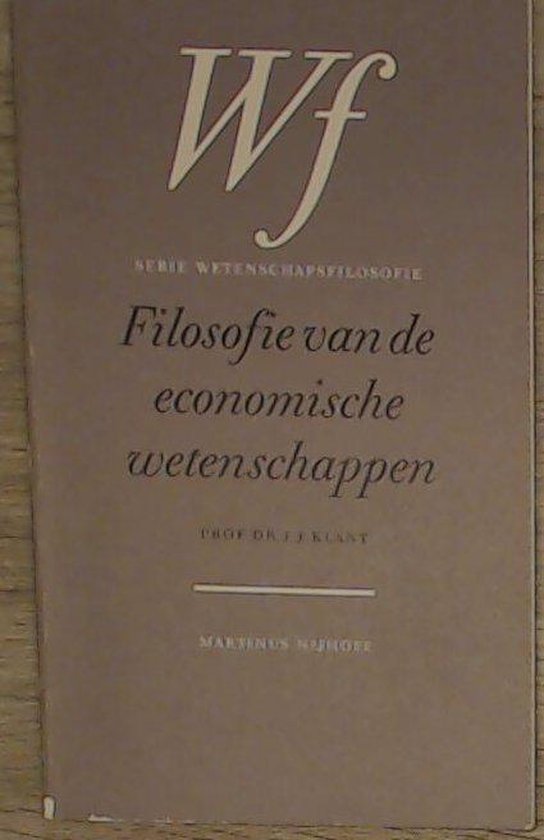 Wf
SERIE WETENSCHAPSFILOSOFIE
Filosofie van de
economische
wetenschappen
PROF DR J J KLANT
MARTINUS NIJHOFF